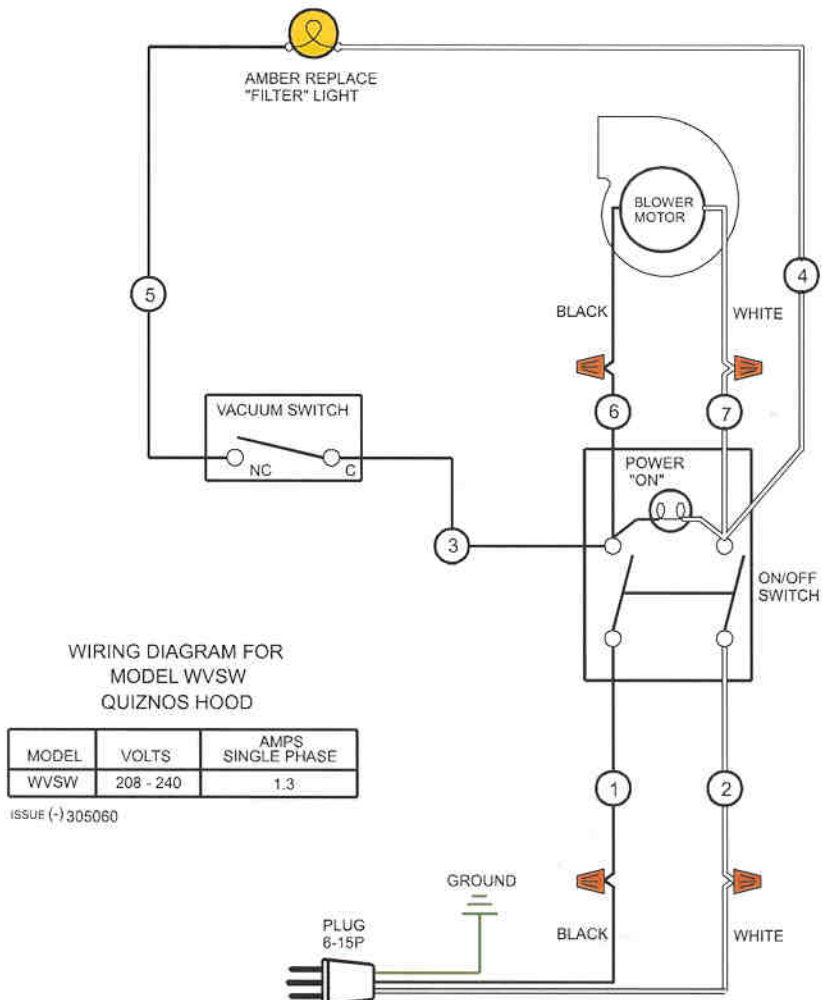 AMBER REPLACE
"FILTER" LIGHT
BLOWER
MOTOR
4
5
BLACK
WHITE
VACUUM SWITCH
NC
C
6
7
POWER
"ON"
3
ON/OFF
SWITCH
WIRING DIAGRAM FOR
MODEL WVSW
QUIZNOS HOOD
MODEL VOLTS AMPS SINGLE PHASE
WVSW 208 - 240 1.3
ISSUE (-) 305060
1
2
GROUND
PLUG
6-15P
BLACK
WHITE